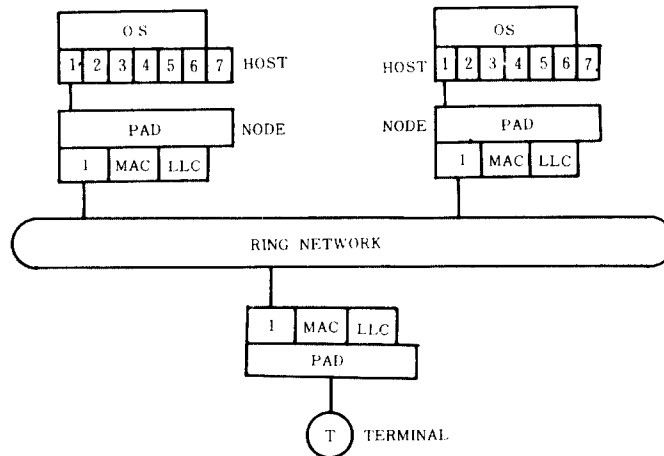 OS OS
1 2 3 4 5 6 7 HOST HOST 1 2 3 4 5 6 7
PAD NODE NODE PAD
1 MAC LLC 1 MAC LLC
RING NETWORK
1 MAC LLC
PAD
T TERMINAL